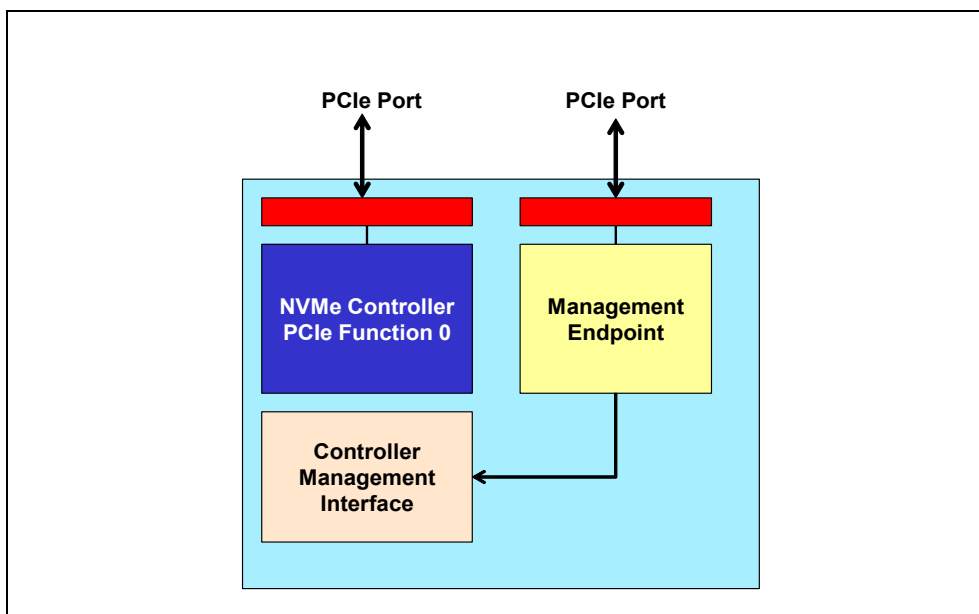 PCIe Port
PCIe Port
NVMe Controller
PCIe Function 0
Management
Endpoint
Controller
Management
Interface